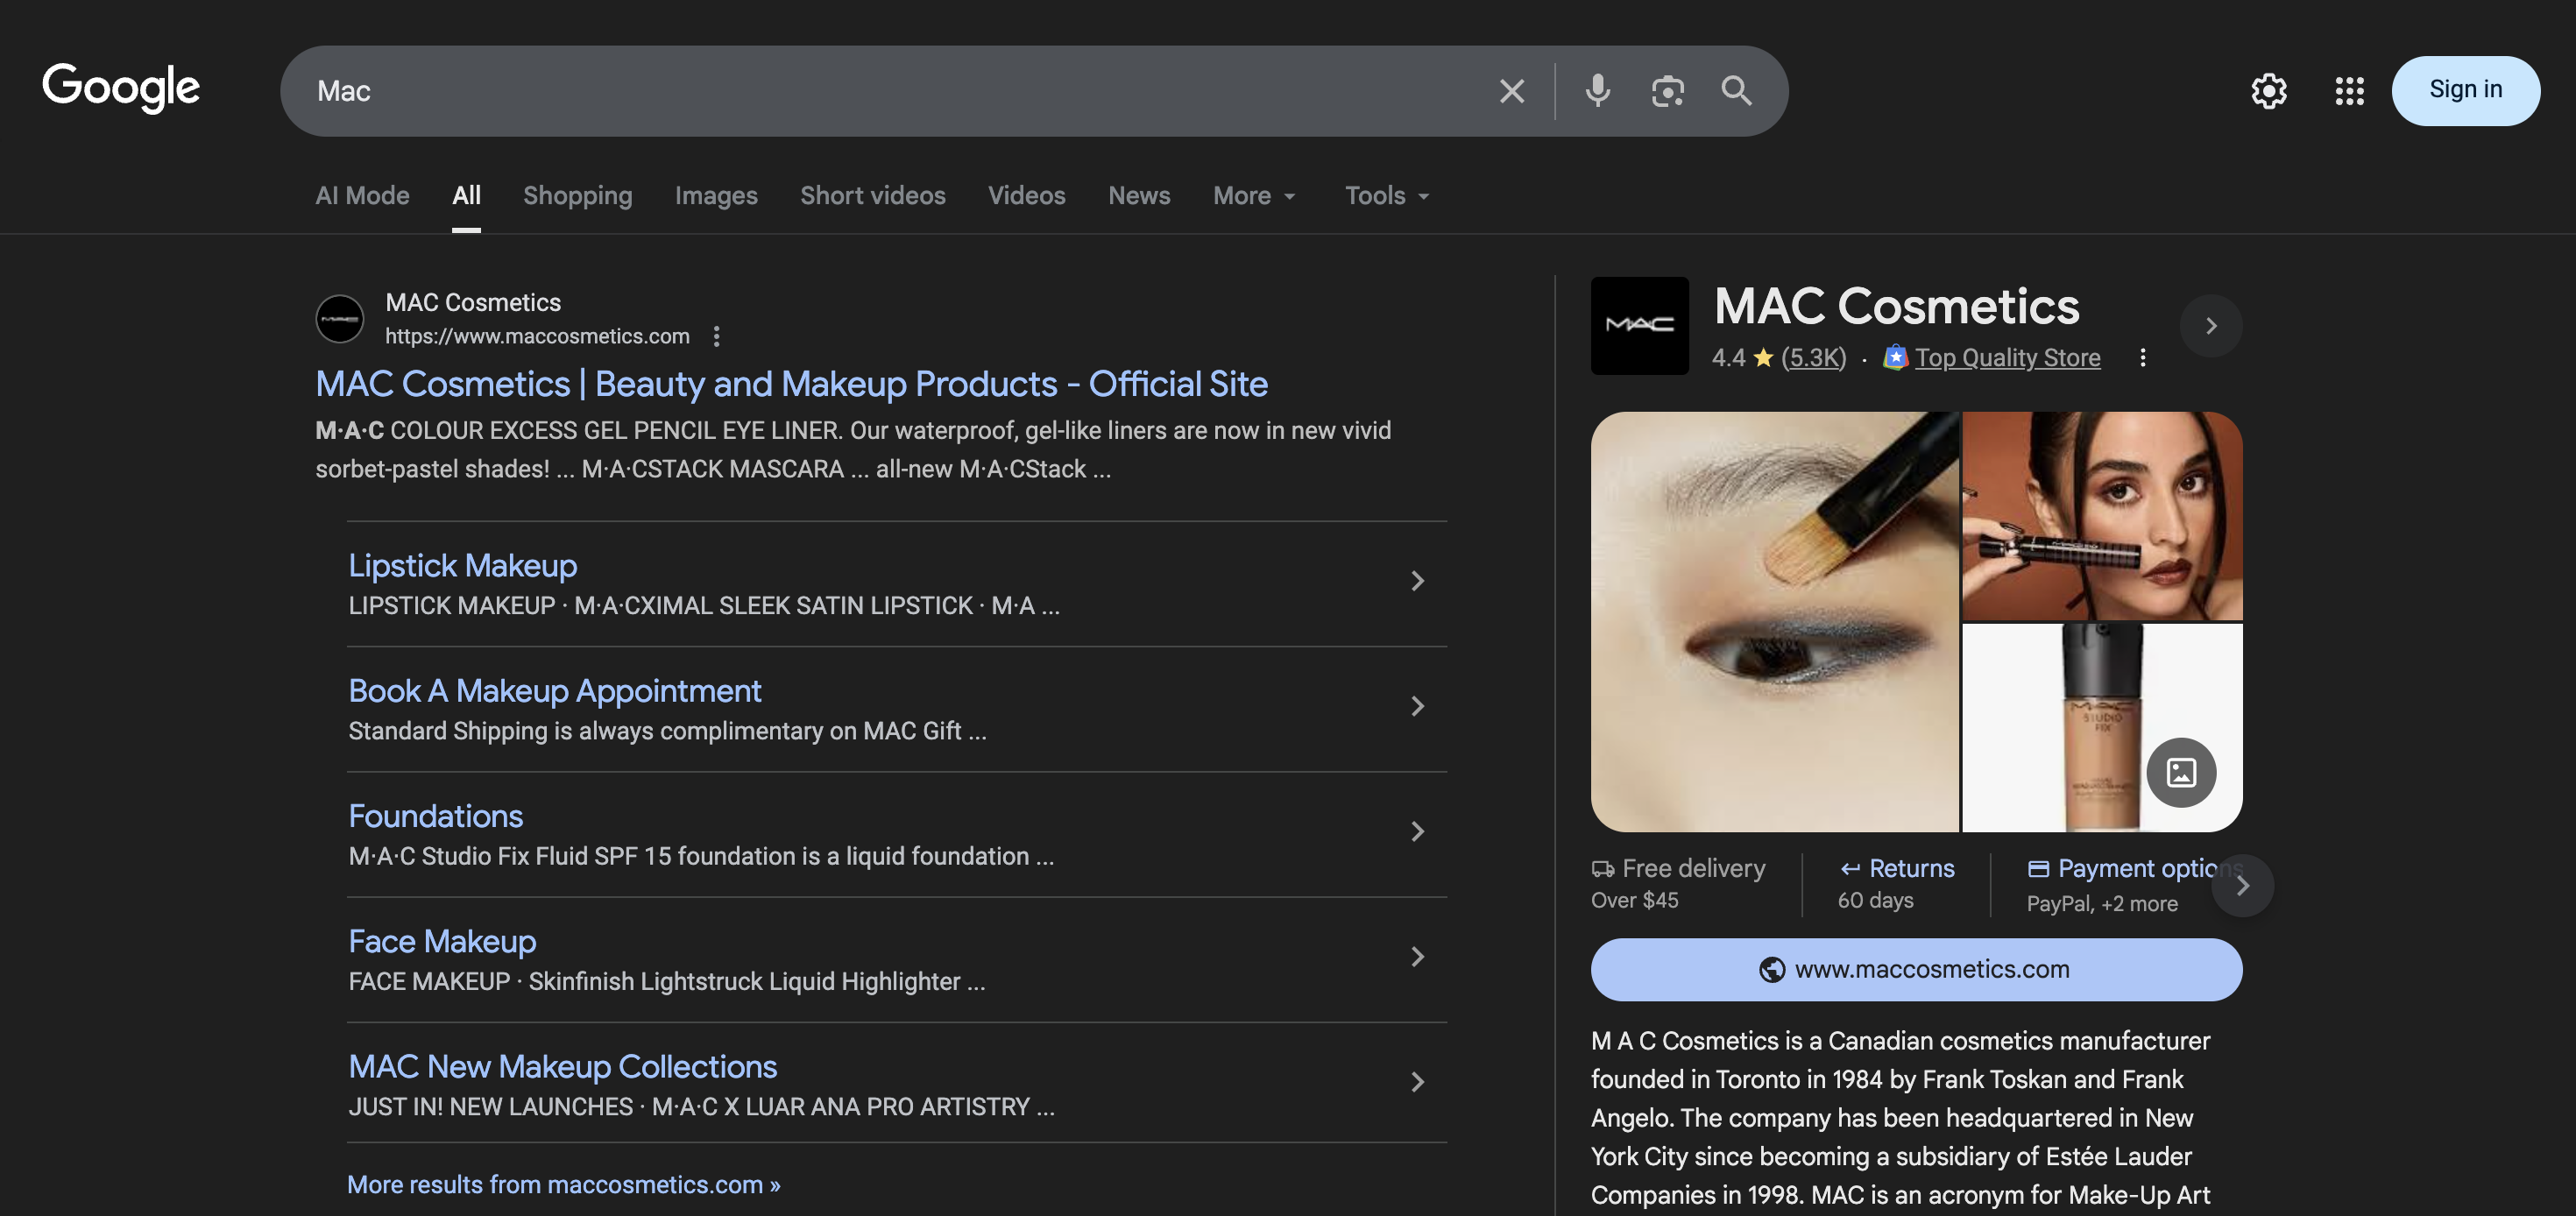 Google
Mac
Sign in
AI Mode
All
Shopping
Images
Short videos
Videos
News
More
Tools
MAC Cosmetics
https://www.maccosmetics.com
MAC Cosmetics | Beauty and Makeup Products - Official Site
M·A·C COLOUR EXCESS GEL PENCIL EYE LINER. Our waterproof, gel-like liners are now in new vivid
sorbet-pastel shades! ... M·A·CSTACK MASCARA ... all-new M·A·CStack ...
Lipstick Makeup
LIPSTICK MAKEUP · M·A·CXIMAL SLEEK SATIN LIPSTICK · M·A ...
Book A Makeup Appointment
Standard Shipping is always complimentary on MAC Gift ...
Foundations
M·A·C Studio Fix Fluid SPF 15 foundation is a liquid foundation ...
Face Makeup
FACE MAKEUP · Skinfinish Lightstruck Liquid Highlighter ...
MAC New Makeup Collections
JUST IN! NEW LAUNCHES · M·A·C X LUAR ANA PRO ARTISTRY ...
More results from maccosmetics.com »
MAC
MAC Cosmetics
4.4 (5.3K) · Top Quality Store
MAC
STUDIO
FIX
Free delivery
Over $45
Returns
60 days
Payment options
PayPal, +2 more
www.maccosmetics.com
M A C Cosmetics is a Canadian cosmetics manufacturer
founded in Toronto in 1984 by Frank Toskan and Frank
Angelo. The company has been headquartered in New
York City since becoming a subsidiary of Estée Lauder
Companies in 1998. MAC is an acronym for Make-Up Art